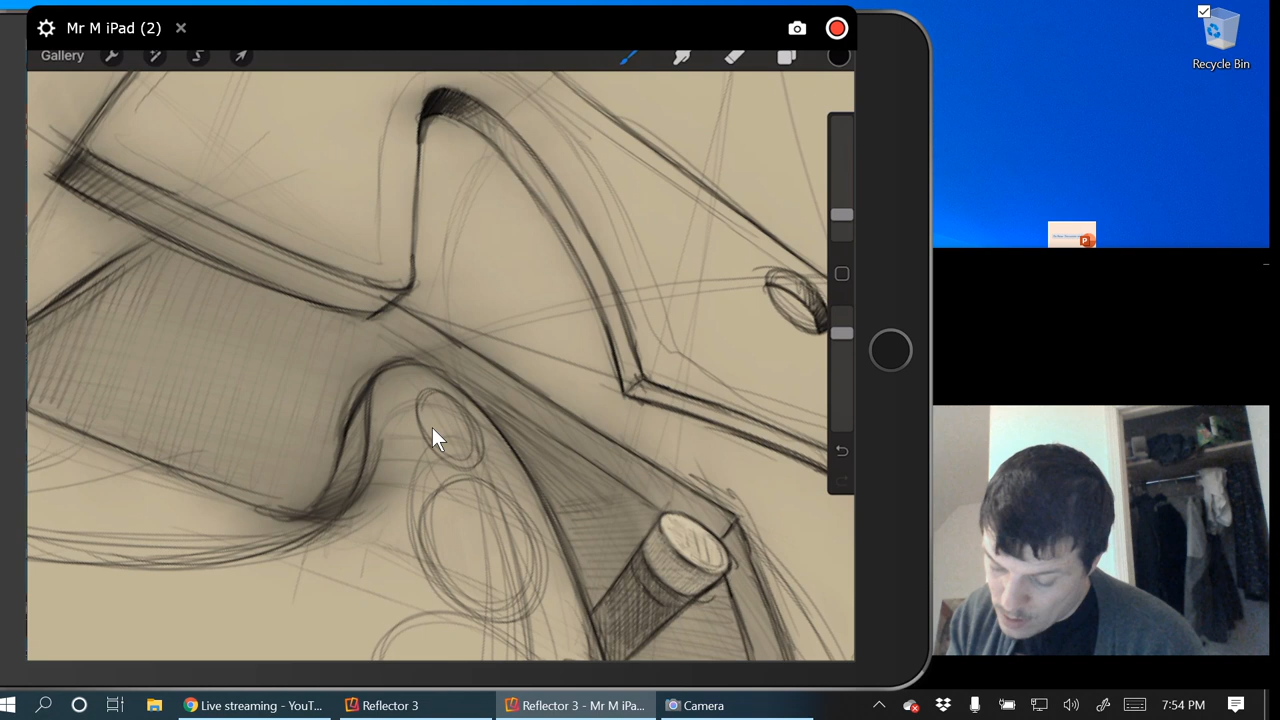 Mr M iPad (2)
Gallery
Recycle Bin
Live streaming - YouT...
Reflector 3
Reflector 3 - Mr M iPa...
Camera
7:54 PM